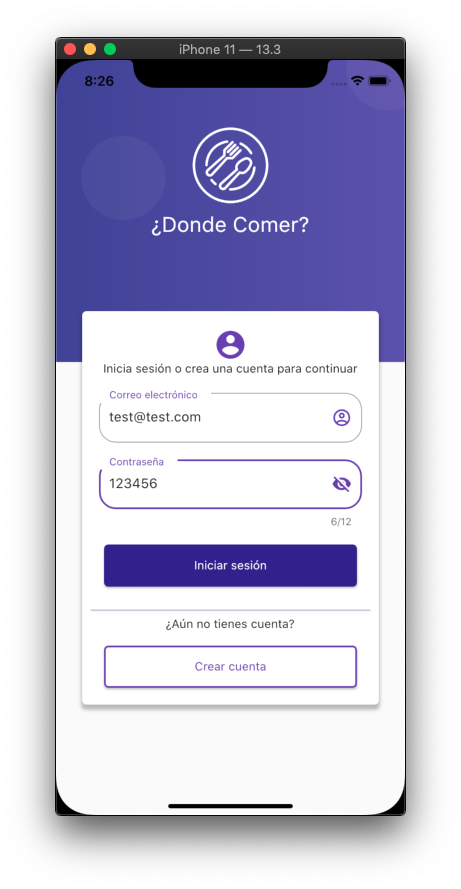 iPhone 11 — 13.3
8:26
¿Donde Comer?
Inicia sesión o crea una cuenta para continuar
Correo electrónico
test@test.com
Contraseña
123456
6/12
Iniciar sesión
¿Aún no tienes cuenta?
Crear cuenta